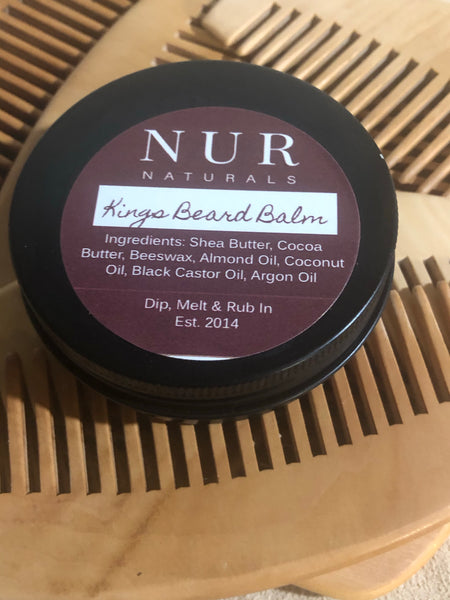 NUR
NATURALS
Kings Beard Balm
Ingredients: Shea Butter, Cocoa
Butter, Beeswax, Almond Oil, Coconut
Oil, Black Castor Oil, Argon Oil
Dip, Melt & Rub In
Est. 2014